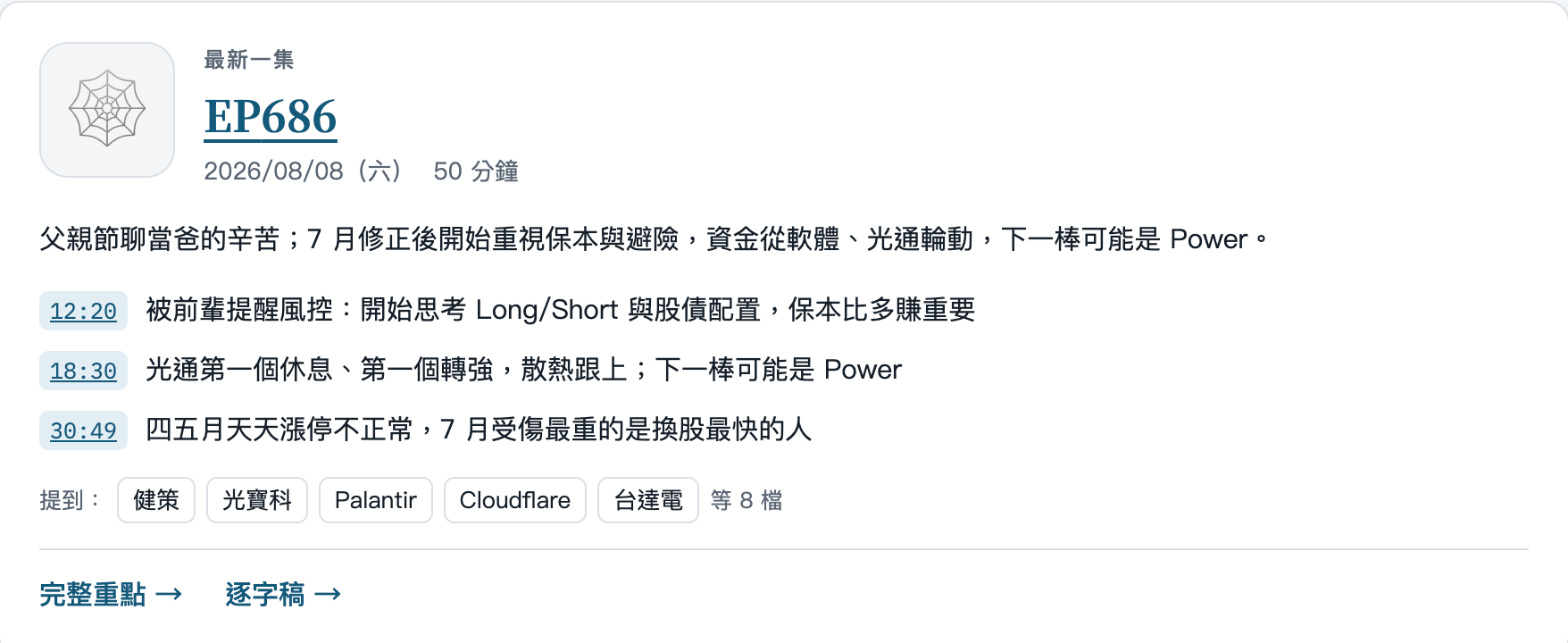 最新一集
EP686
2026/08/08（六） 50 分鐘
父親節聊當爸的辛苦；7 月修正後開始重視保本與避險，資金從軟體、光通輪動，下一棒可能是 Power。
12:20 被前輩提醒風控：開始思考 Long/Short 與股債配置，保本比多賺重要
18:30 光通第一個休息、第一個轉強，散熱跟上；下一棒可能是 Power
30:49 四五月天天漲停不正常，7 月受傷最重的是換股最快的人
提到： 健策 光寶科 Palantir Cloudflare 台達電 等 8 檔
完整重點 → 逐字稿 →